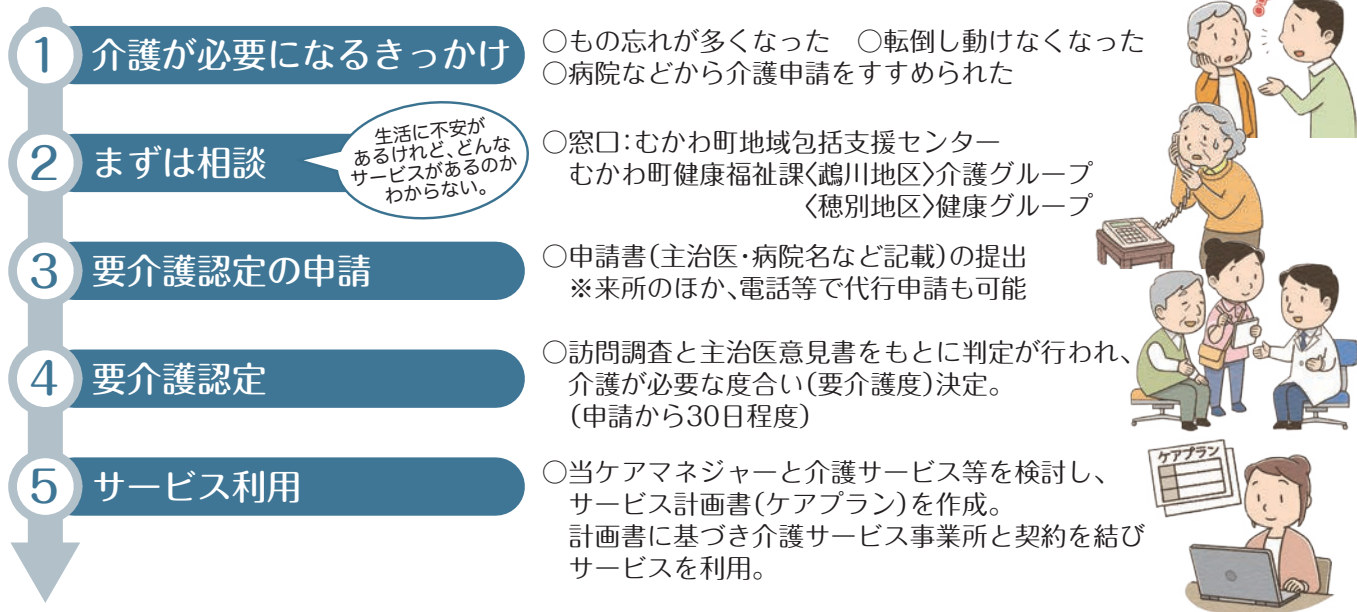 1 介護が必要になるきっかけ
○もの忘れが多くなった ○転倒し動けなくなった
○病院などから介護申請をすすめられた
2 まずは相談
生活に不安が
あるけれど、どんな
サービスがあるのか
わからない。
○窓口:むかわ町地域包括支援センター
むかわ町健康福祉課〈鵡川地区〉介護グループ
〈穂別地区〉健康グループ
3 要介護認定の申請
○申請書(主治医・病院名など記載)の提出
※来所のほか、電話等で代行申請も可能
4 要介護認定
○訪問調査と主治医意見書をもとに判定が行われ、
介護が必要な度合い(要介護度)決定。
(申請から30日程度)
5 サービス利用
○当ケアマネジャーと介護サービス等を検討し、
サービス計画書(ケアプラン)を作成。
計画書に基づき介護サービス事業所と契約を結び
サービスを利用。
ケアプラン